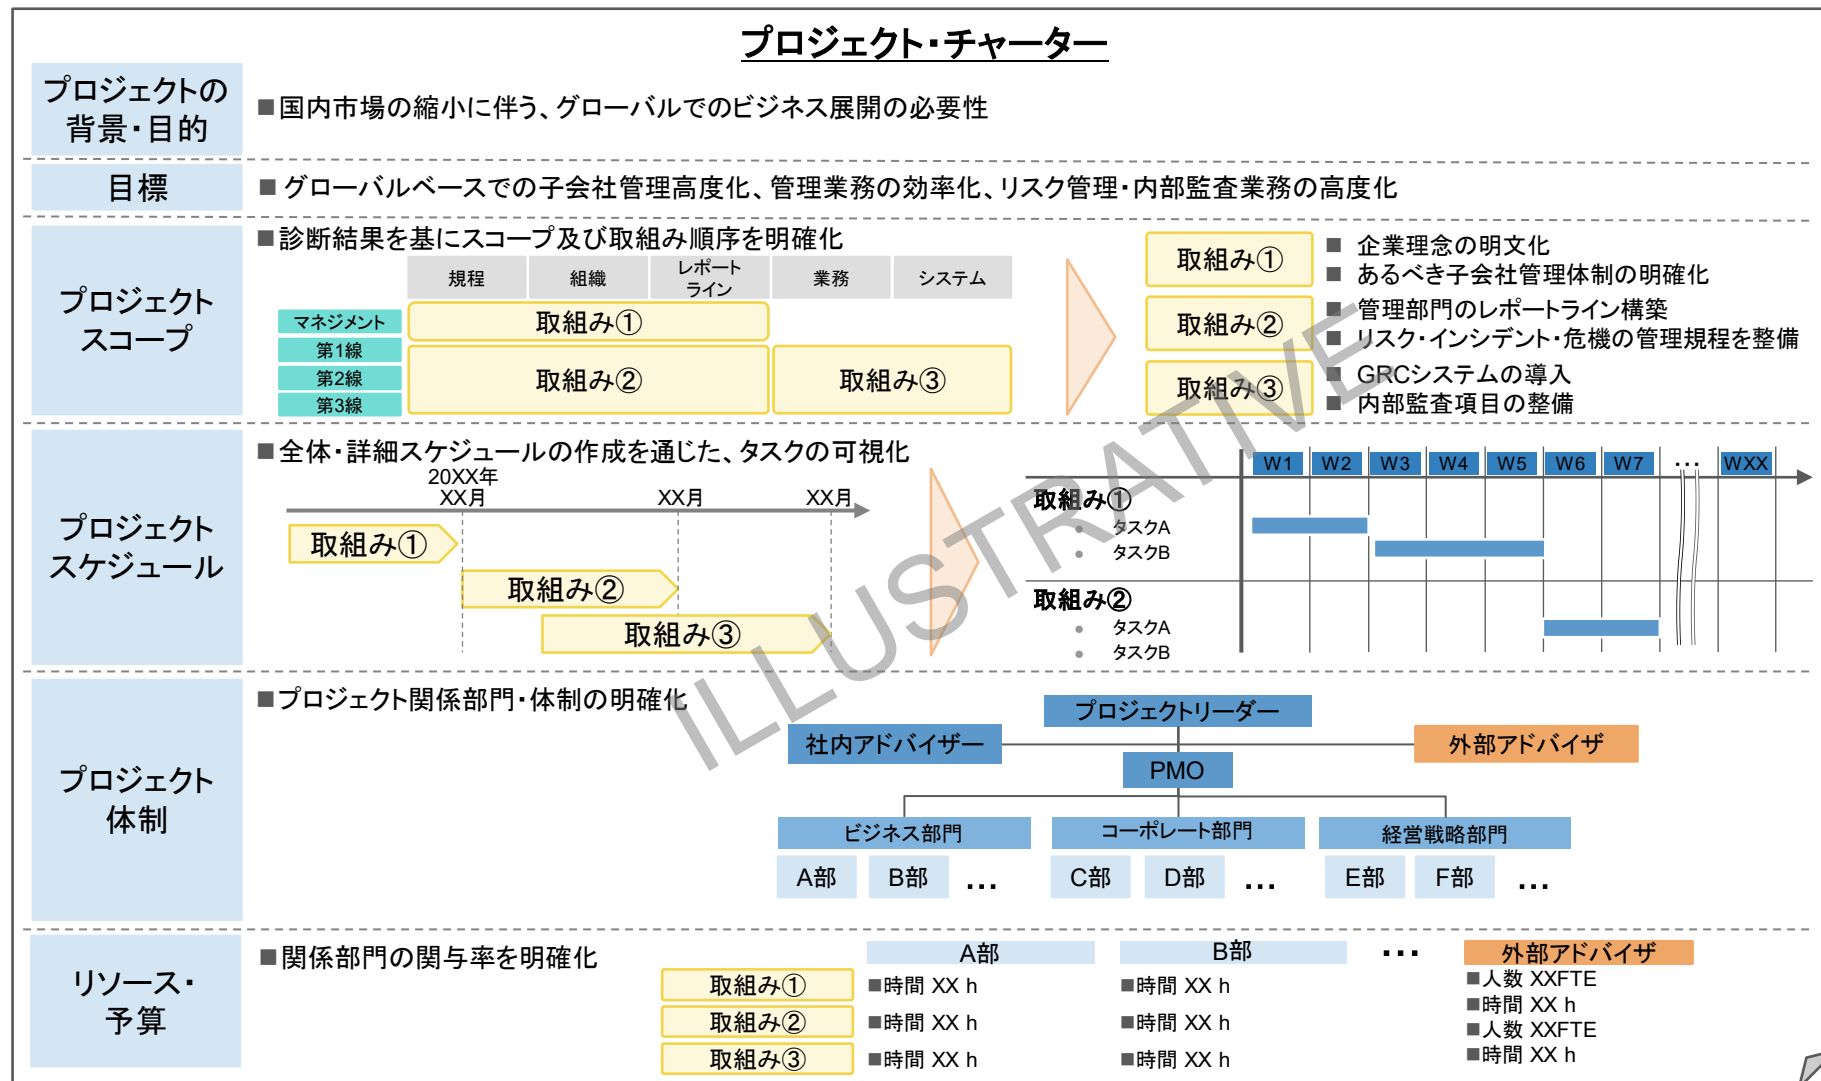 プロジェクト・チャーター
プロジェクトの
背景・目的
■国内市場の縮小に伴う、グローバルでのビジネス展開の必要性
目標
■グローバルベースでの子会社管理高度化、管理業務の効率化、リスク管理・内部監査業務の高度化
プロジェクト
スコープ
■診断結果を基にスコープ及び取組み順序を明確化
規程
組織
レポート
ライン
業務
システム
マネジメント
第1線
第2線
第3線
取組み①
取組み②
取組み③
取組み①
■ 企業理念の明文化
■ あるべき子会社管理体制の明確化
取組み②
■ 管理部門のレポートライン構築
■ リスク・インシデント・危機の管理規程を整備
取組み③
■ GRCシステムの導入
■ 内部監査項目の整備
プロジェクト
スケジュール
■全体・詳細スケジュールの作成を通じた、タスクの可視化
20XX年
XX月
XX月
XX月
取組み①
取組み②
取組み③
W1 W2 W3 W4 W5 W6 W7 … WXX
取組み①
• タスクA
• タスクB
取組み②
• タスクA
• タスクB
プロジェクト
体制
■プロジェクト関係部門・体制の明確化
プロジェクトリーダー
社内アドバイザー
外部アドバイザ
PMO
ビジネス部門
コーポレート部門
経営戦略部門
A部 B部 …
C部 D部 …
E部 F部 …
リソース・
予算
■関係部門の関与率を明確化
A部
B部
…
外部アドバイザ
取組み①
■時間 XX h
■時間 XX h
■人数 XXFTE
■時間 XX h
取組み②
■時間 XX h
■時間 XX h
■人数 XXFTE
■時間 XX h
取組み③
■時間 XX h
■時間 XX h
ILLUSTRATIVE